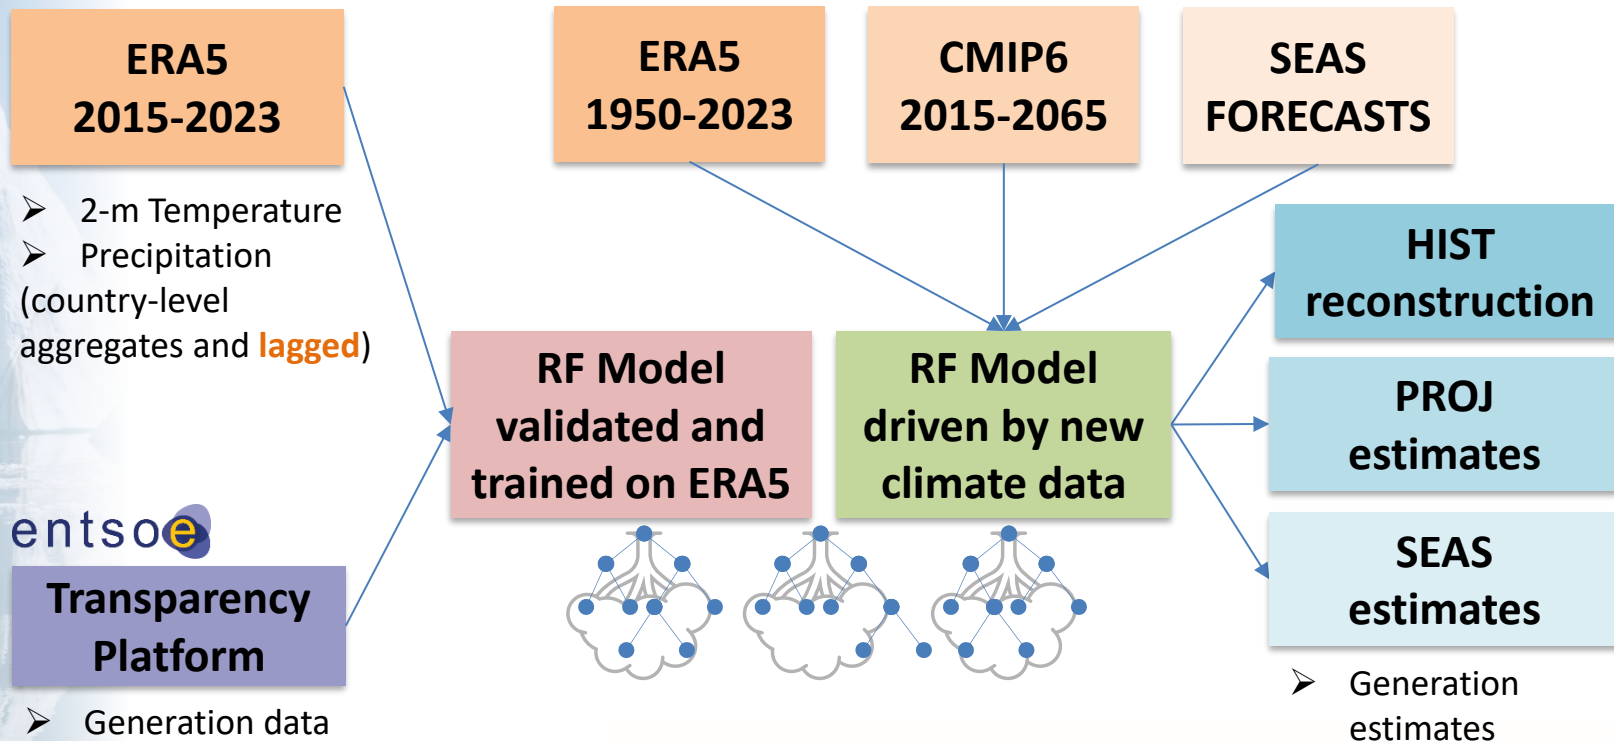 ERA5
2015-2023
ERA5
1950-2023
CMIP6
2015-2065
SEAS
FORECASTS
➢ 2-m Temperature
➢ Precipitation
(country-level
aggregates and lagged)
HIST
reconstruction
RF Model
validated and
trained on ERA5
RF Model
driven by new
climate data
PROJ
estimates
entsoe
Transparency
Platform
SEAS
estimates
➢ Generation data
➢ Generation
estimates